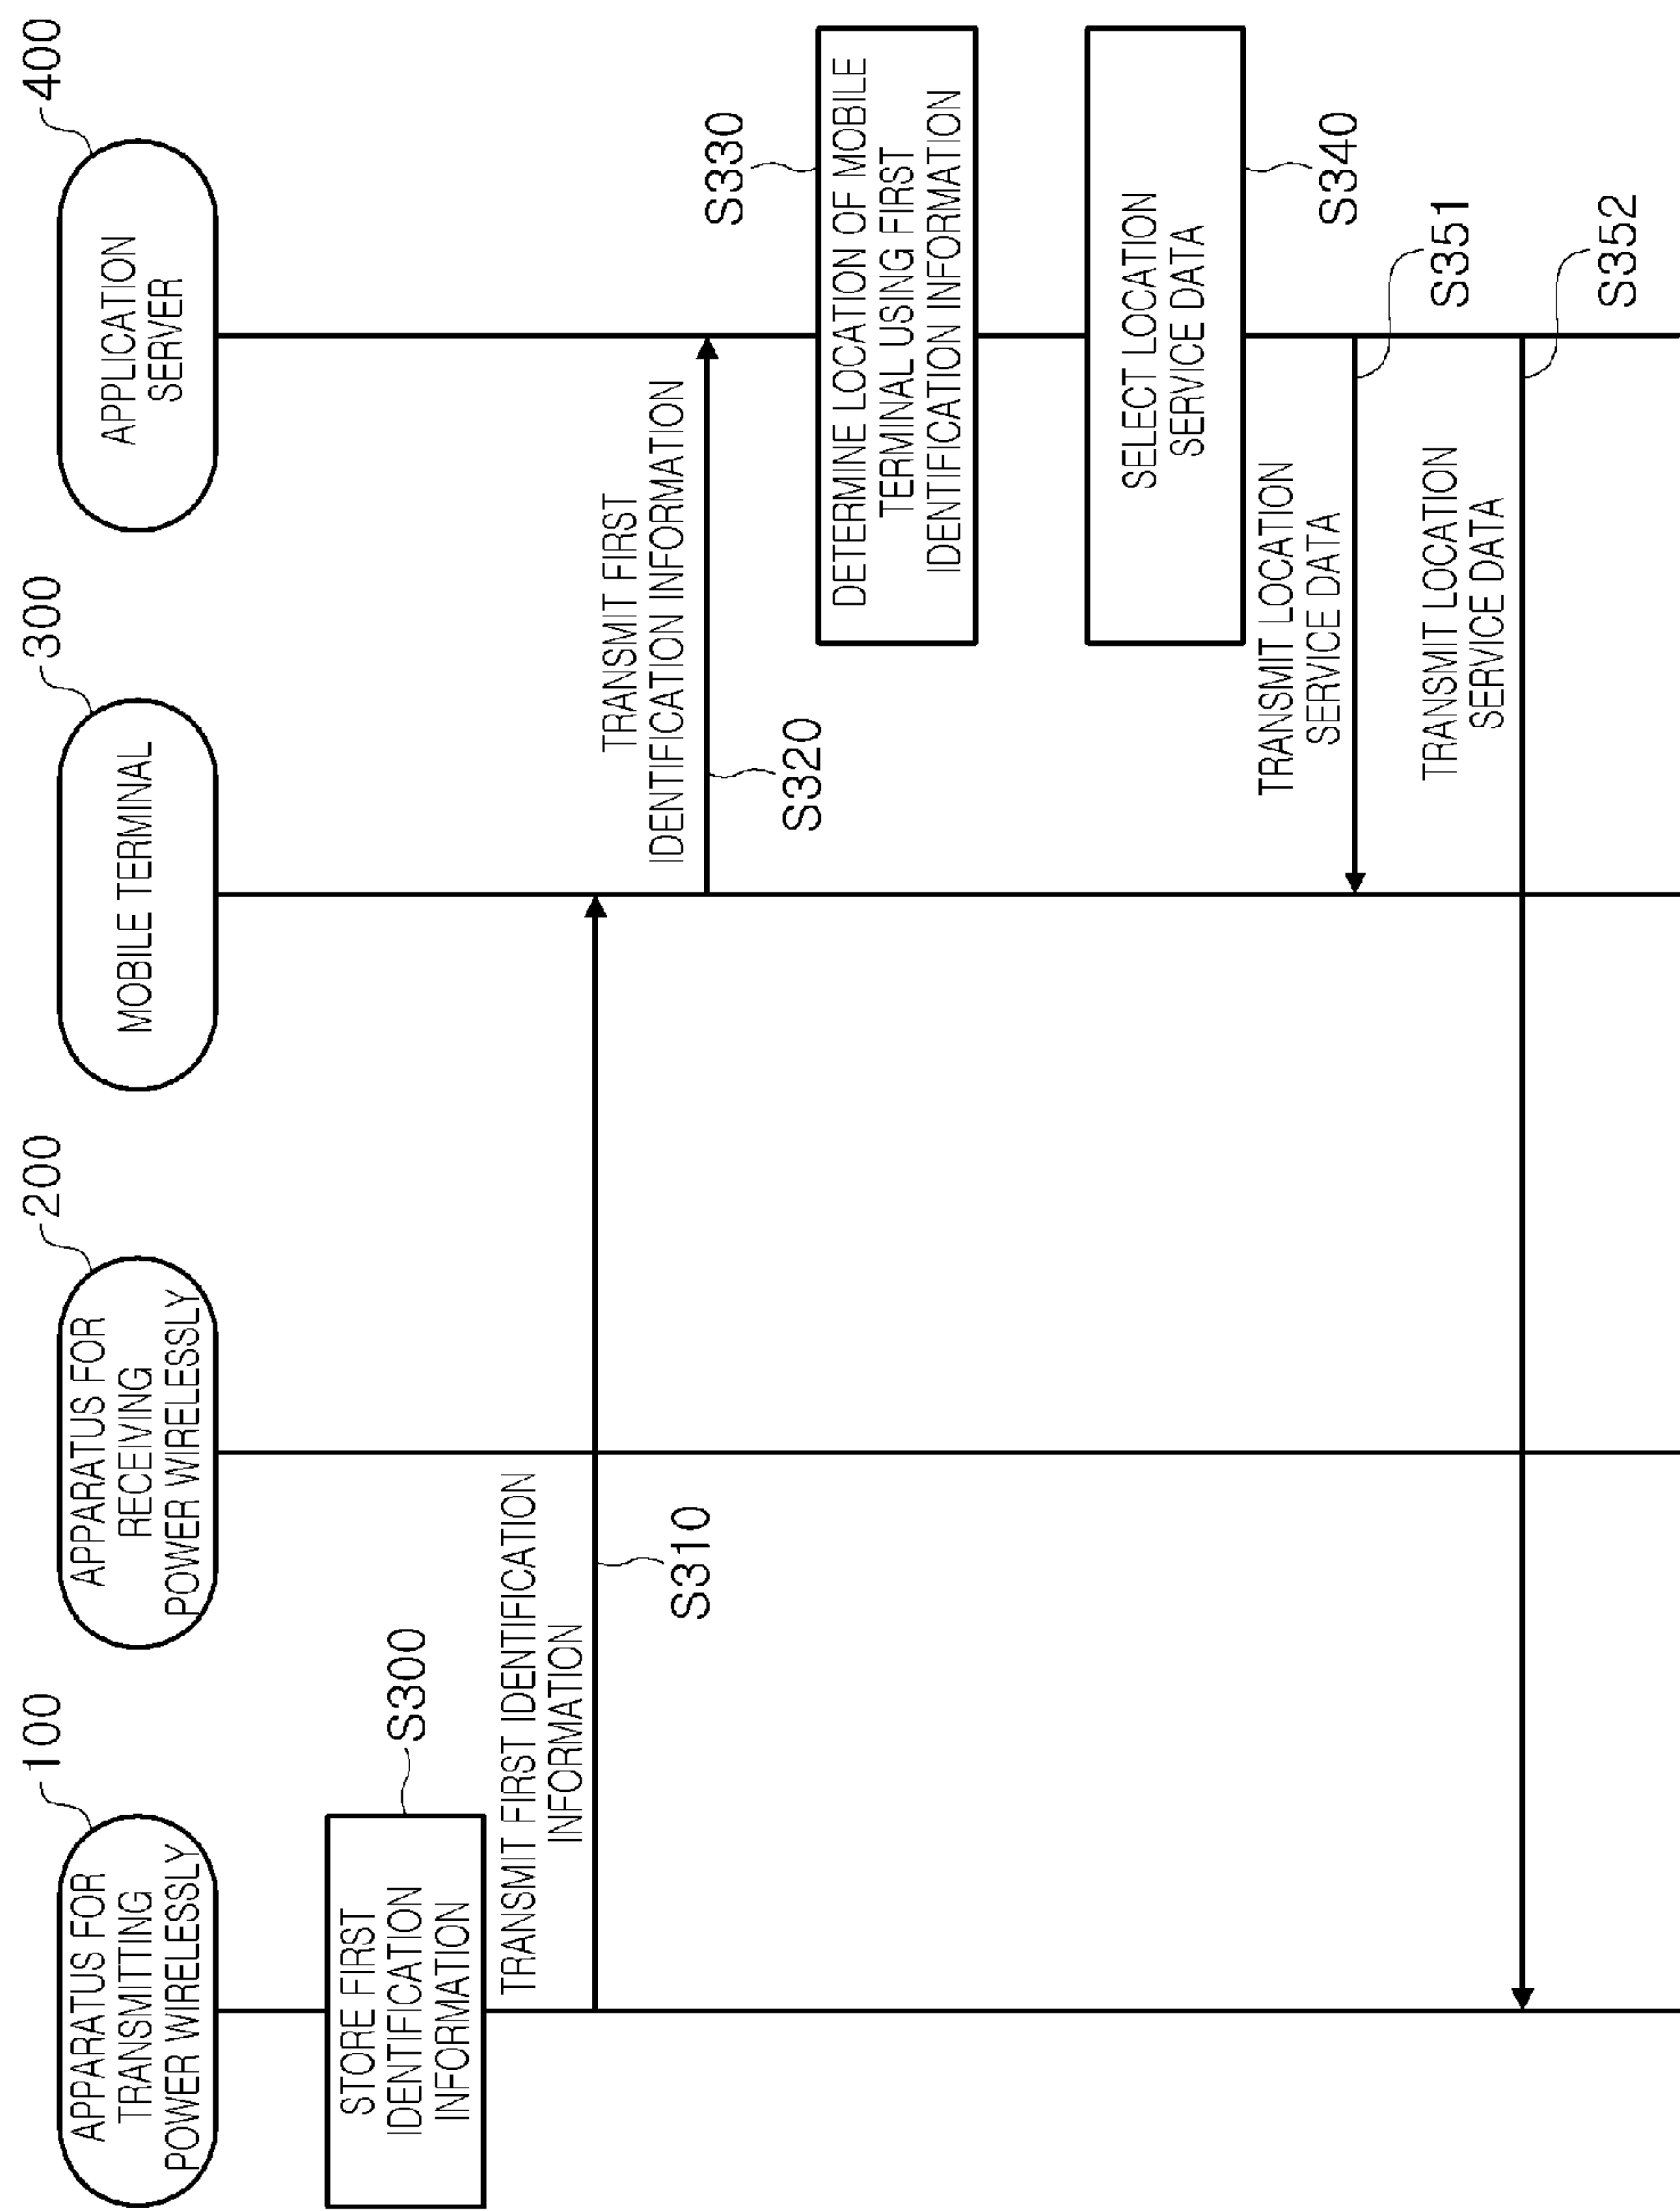 100
APPARATUS FOR
TRANSMITTING
POWER WIRELESSLY
200
APPARATUS FOR
RECEIVING
POWER WIRELESSLY
300
MOBILE TERMINAL
400
APPLICATION
SERVER
STORE FIRST
IDENTIFICATION
INFORMATION
S300
TRANSMIT FIRST IDENTIFICATION
INFORMATION
S310
TRANSMIT FIRST
IDENTIFICATION INFORMATION
S320
S330
DETERMINE LOCATION OF MOBILE
TERMINAL USING FIRST
IDENTIFICATION INFORMATION
SELECT LOCATION
SERVICE DATA
S340
TRANSMIT LOCATION
SERVICE DATA
S351
TRANSMIT LOCATION
SERVICE DATA
S352